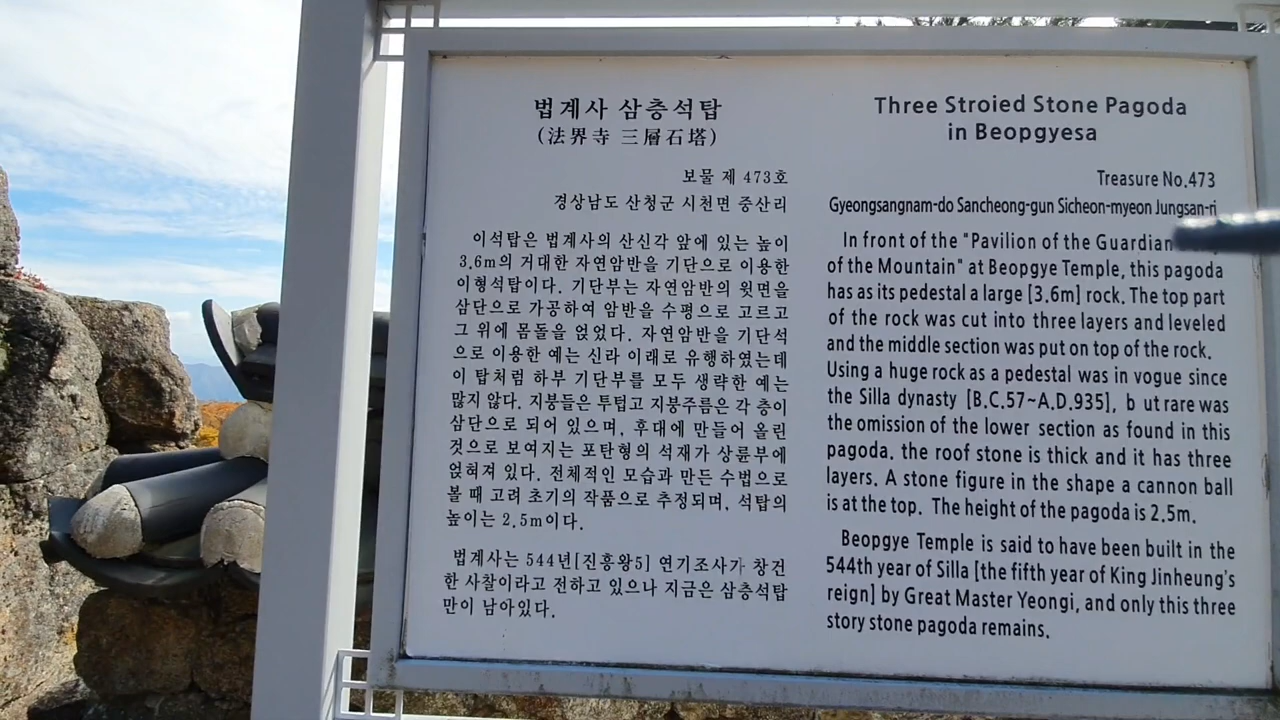 법계사 삼층석탑
(法界寺 三層石塔)
보물 제 473호
경상남도 산청군 시천면 중산리
이석탑은 법계사의 산신각 앞에 있는 높이
3.6m의 거대한 자연암반을 기단으로 이용한
이형석탑이다. 기단부는 자연암반의 윗면을
삼단으로 가공하여 암반을 수평으로 고르고
그 위에 몸돌을 얹었다. 자연암반을 기단석
으로 이용한 예는 신라 이래로 유행하였는데
이 탑처럼 하부 기단부를 모두 생략한 예는
많지 않다. 지붕들은 투텁고 지붕주름은 각 층이
삼단으로 되어 있으며, 후대에 만들어 올린
것으로 보여지는 포탄형의 석재가 상륜부에
얹혀져 있다. 전체적인 모습과 만든 수법으로
볼 때 고려 초기의 작품으로 추정되며, 석탑의
높이는 2.5m이다.
법계사는 544년[진흥왕5] 연기조사가 창건
한 사찰이라고 전하고 있으나 지금은 삼층석탑
만이 남아있다.
Three Stroied Stone Pagoda
in Beopgyesa
Treasure No.473
Gyeongsangnam-do Sancheong-gun Sicheon-myeon Jungsan-ri
In front of the "Pavilion of the Guardian
of the Mountain" at Beopgye Temple, this pagoda
has as its pedestal a large [3.6m] rock. The top part
of the rock was cut into three layers and leveled
and the middle section was put on top of the rock.
Using a huge rock as a pedestal was in vogue since
the Silla dynasty [B.C.57~A.D.935], b ut rare was
the omission of the lower section as found in this
pagoda. the roof stone is thick and it has three
layers. A stone figure in the shape a cannon ball
is at the top. The height of the pagoda is 2.5m.
Beopgye Temple is said to have been built in the
544th year of Silla [the fifth year of King Jinheung's
reign] by Great Master Yeongi, and only this three
story stone pagoda remains.